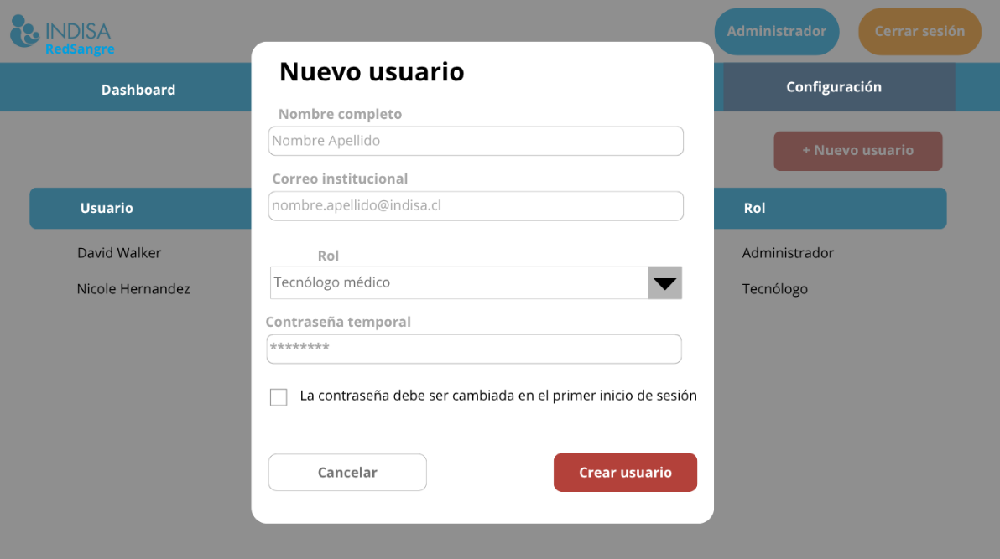 INDISA
RedSangre
Administrador
Cerrar sesión
Dashboard
Configuración
+ Nuevo usuario
Usuario
Rol
David Walker
Administrador
Nicole Hernandez
Tecnólogo
Nuevo usuario
Nombre completo
Nombre Apellido
Correo institucional
nombre.apellido@indisa.cl
Rol
Tecnólogo médico
Contraseña temporal
********
La contraseña debe ser cambiada en el primer inicio de sesión
Cancelar
Crear usuario